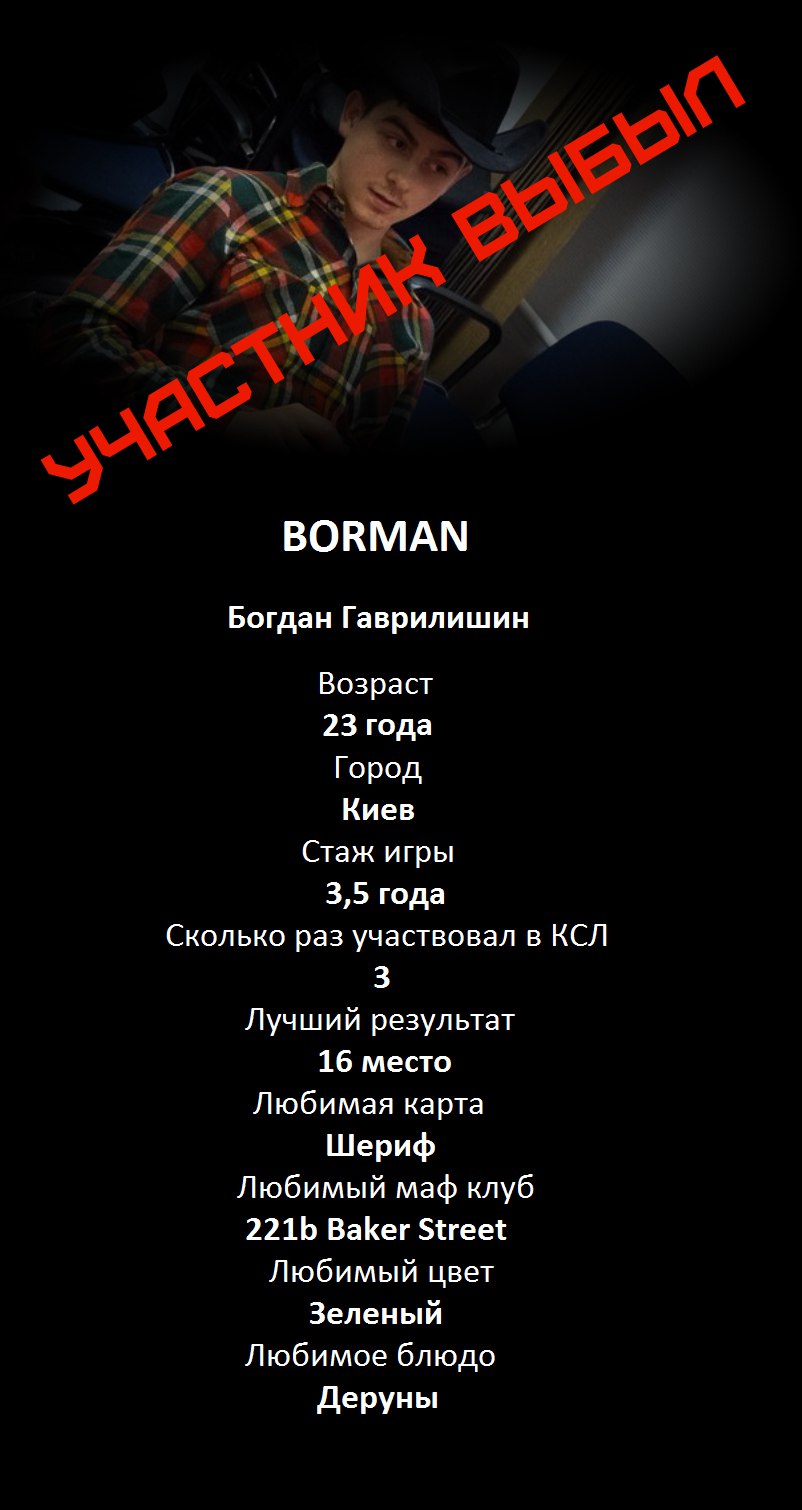 УЧАСТНИК ВЫБЫЛ
BORMAN
Богдан Гаврилишин
Возраст
23 года
Город
Киев
Стаж игры
3,5 года
Сколько раз участвовал в КСЛ
3
Лучший результат
16 место
Любимая карта
Шериф
Любимый маф клуб
221b Baker Street
Любимый цвет
Зеленый
Любимое блюдо
Деруны